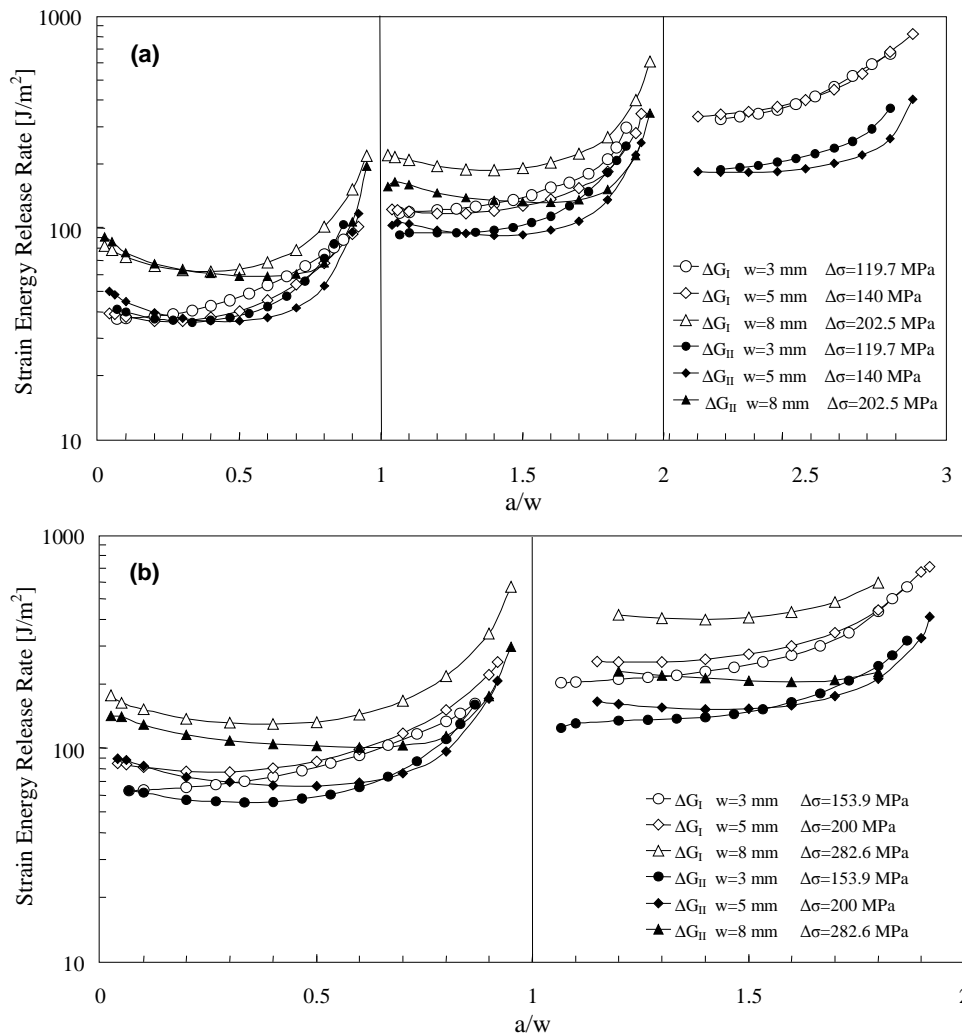 1000
(a)
Strain Energy Release Rate [J/m²]
100
ΔG_I w=3 mm Δσ=119.7 MPa
ΔG_I w=5 mm Δσ=140 MPa
ΔG_I w=8 mm Δσ=202.5 MPa
ΔG_II w=3 mm Δσ=119.7 MPa
ΔG_II w=5 mm Δσ=140 MPa
ΔG_II w=8 mm Δσ=202.5 MPa
10
0 0.5 1 1.5 2 2.5 3
a/w
1000
(b)
Strain Energy Release Rate [J/m²]
100
ΔG_I w=3 mm Δσ=153.9 MPa
ΔG_I w=5 mm Δσ=200 MPa
ΔG_I w=8 mm Δσ=282.6 MPa
ΔG_II w=3 mm Δσ=153.9 MPa
ΔG_II w=5 mm Δσ=200 MPa
ΔG_II w=8 mm Δσ=282.6 MPa
10
0 0.5 1 1.5 2
a/w